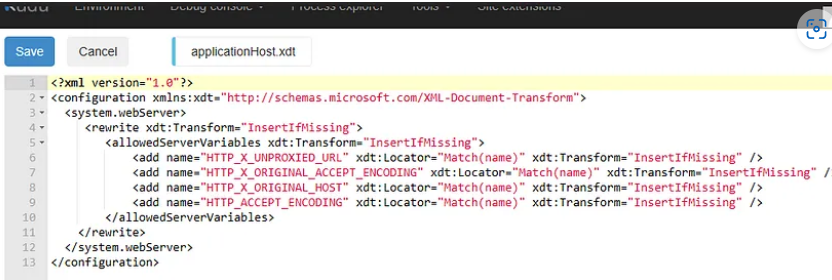 Kudu Environment Debug console Process explorer Tools Site extensions
Save Cancel applicationHost.xdt
1 <?xml version="1.0"?>
2 <configuration xmlns:xdt="http://schemas.microsoft.com/XML-Document-Transform">
3 <system.webServer>
4 <rewrite xdt:Transform="InsertIfMissing">
5 <allowedServerVariables xdt:Transform="InsertIfMissing">
6 <add name="HTTP_X_UNPROXIED_URL" xdt:Locator="Match(name)" xdt:Transform="InsertIfMissing" />
7 <add name="HTTP_X_ORIGINAL_ACCEPT_ENCODING" xdt:Locator="Match(name)" xdt:Transform="InsertIfMissing" /
8 <add name="HTTP_X_ORIGINAL_HOST" xdt:Locator="Match(name)" xdt:Transform="InsertIfMissing" />
9 <add name="HTTP_ACCEPT_ENCODING" xdt:Locator="Match(name)" xdt:Transform="InsertIfMissing" />
10 </allowedServerVariables>
11 </rewrite>
12 </system.webServer>
13 </configuration>